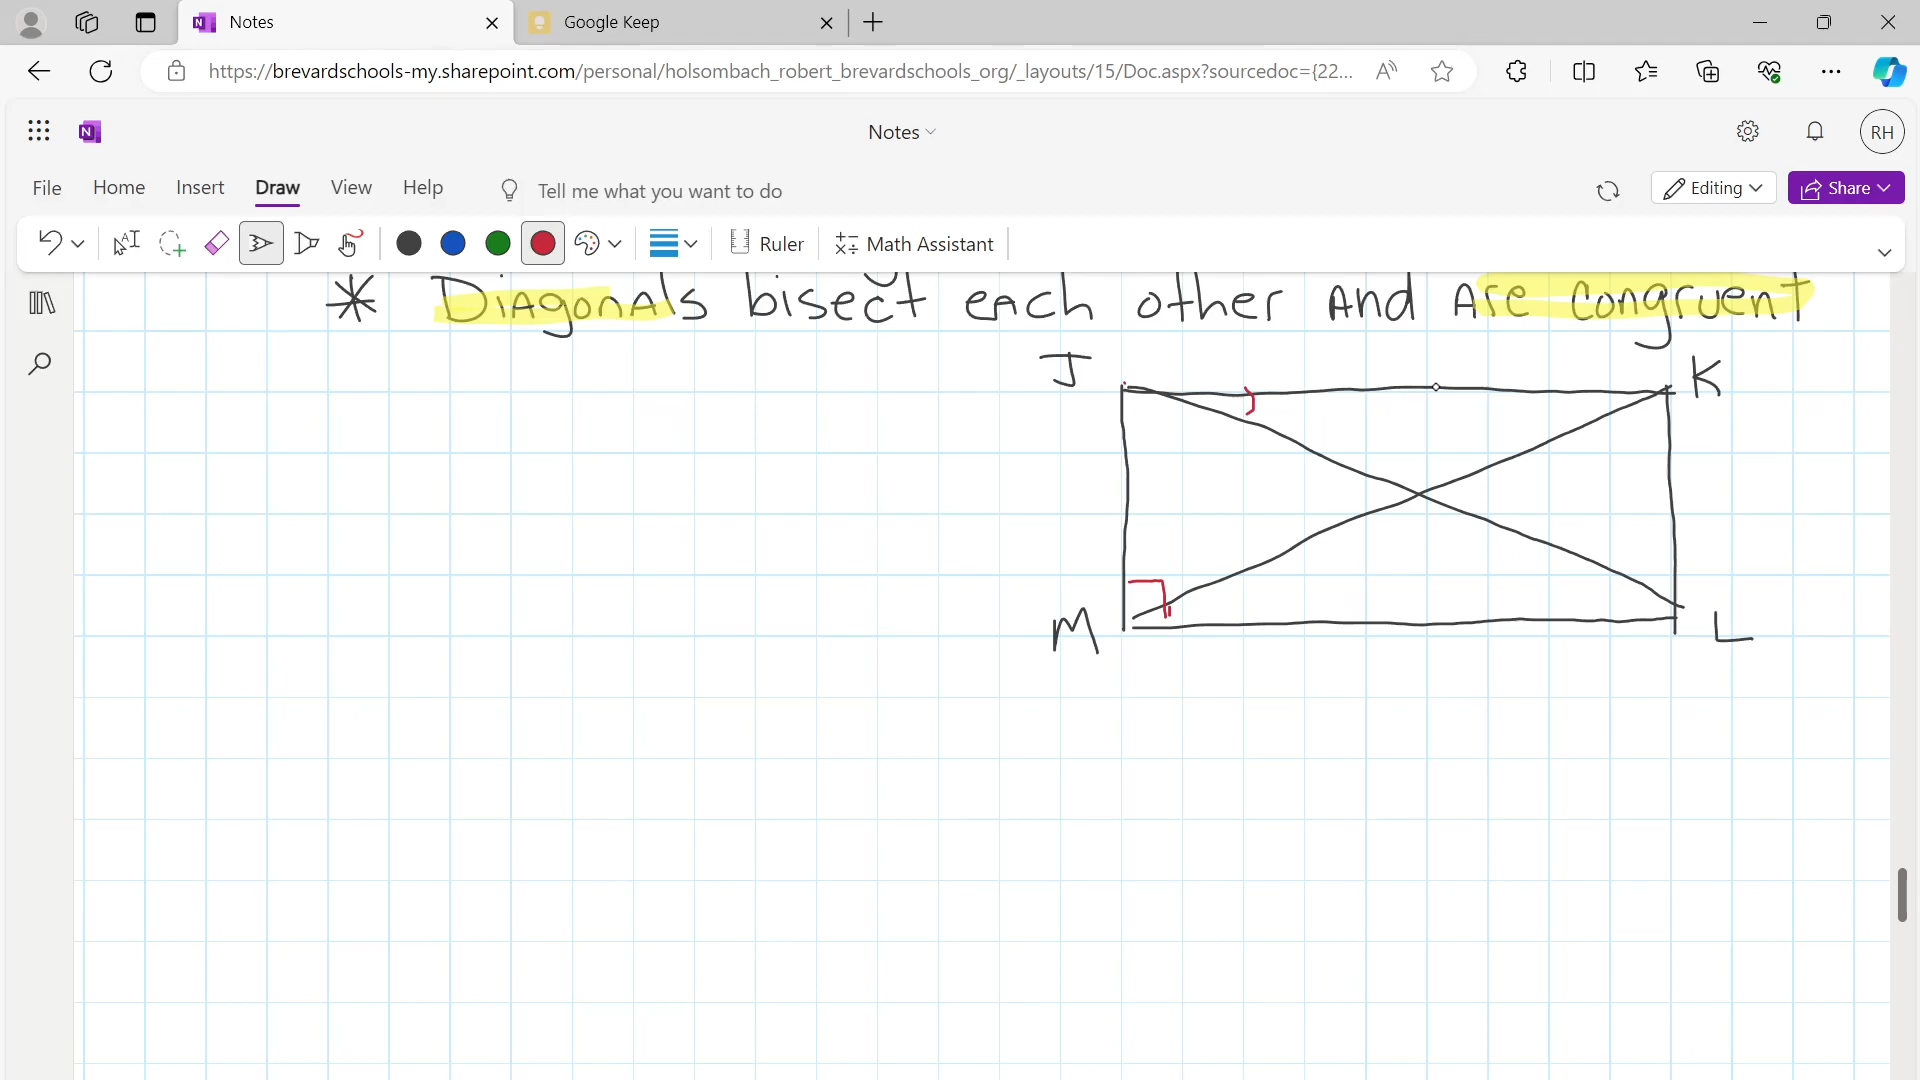 Notes
Google Keep
https://brevardschools-my.sharepoint.com/personal/holsombach_robert_brevardschools_org/_layouts/15/Doc.aspx?sourcedoc={22...
Notes
RH
File Home Insert Draw View Help Tell me what you want to do
Editing Share
Ruler Math Assistant
* Diagonals bisect each other and are congruent
J
K
M
L